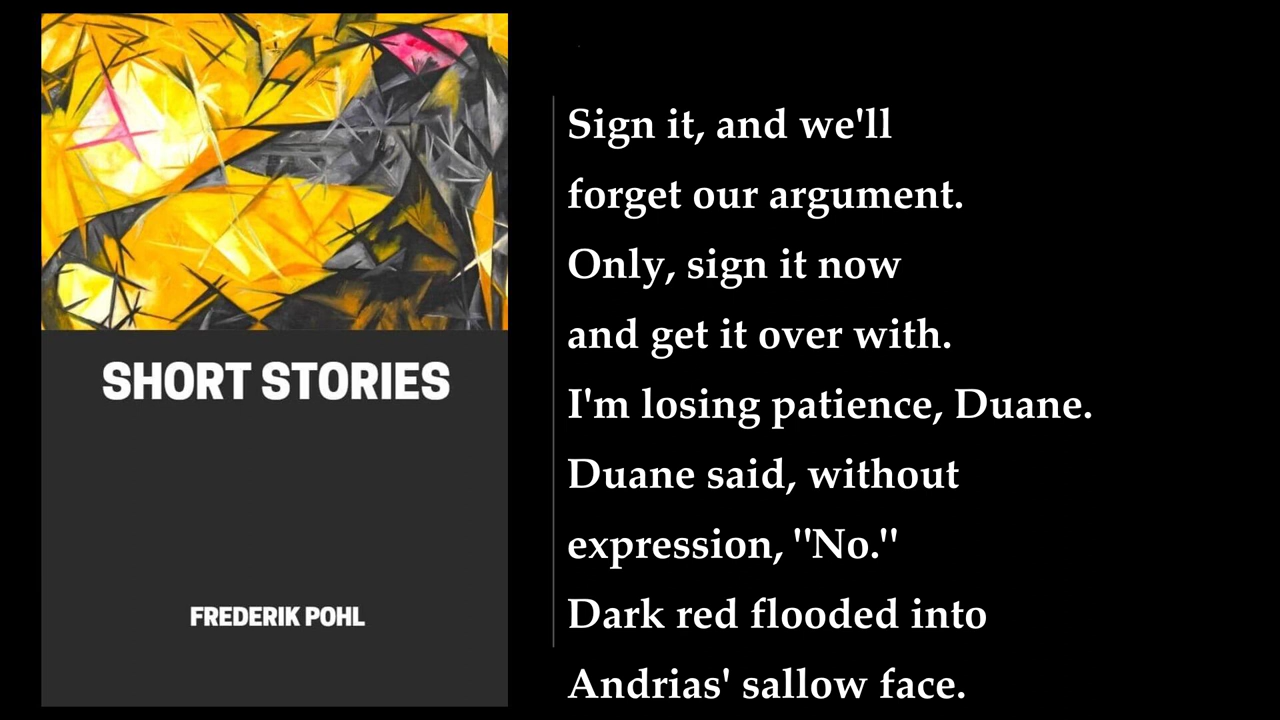 SHORT STORIES
FREDERIK POHL
Sign it, and we'll
forget our argument.
Only, sign it now
and get it over with.
I'm losing patience, Duane.
Duane said, without
expression, "No."
Dark red flooded into
Andrias' sallow face.